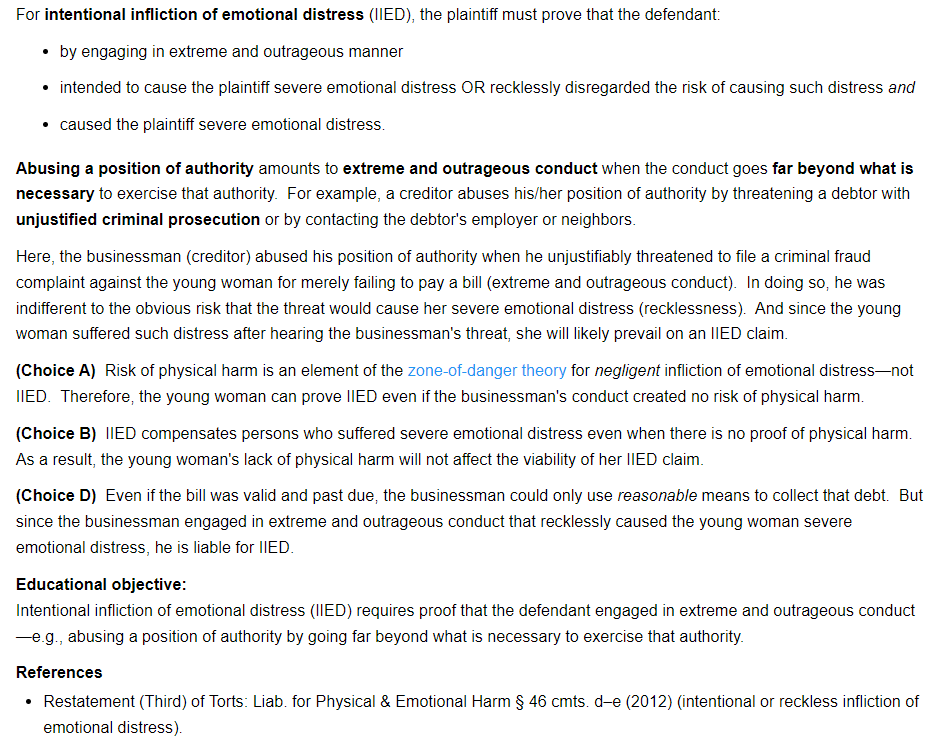 For intentional infliction of emotional distress (IIED), the plaintiff must prove that the defendant:
• by engaging in extreme and outrageous manner
• intended to cause the plaintiff severe emotional distress OR recklessly disregarded the risk of causing such distress and
• caused the plaintiff severe emotional distress.
Abusing a position of authority amounts to extreme and outrageous conduct when the conduct goes far beyond what is
necessary to exercise that authority. For example, a creditor abuses his/her position of authority by threatening a debtor with
unjustified criminal prosecution or by contacting the debtor's employer or neighbors.
Here, the businessman (creditor) abused his position of authority when he unjustifiably threatened to file a criminal fraud
complaint against the young woman for merely failing to pay a bill (extreme and outrageous conduct). In doing so, he was
indifferent to the obvious risk that the threat would cause her severe emotional distress (recklessness). And since the young
woman suffered such distress after hearing the businessman's threat, she will likely prevail on an IIED claim.
(Choice A) Risk of physical harm is an element of the zone-of-danger theory for negligent infliction of emotional distress—not
IIED. Therefore, the young woman can prove IIED even if the businessman's conduct created no risk of physical harm.
(Choice B) IIED compensates persons who suffered severe emotional distress even when there is no proof of physical harm.
As a result, the young woman's lack of physical harm will not affect the viability of her IIED claim.
(Choice D) Even if the bill was valid and past due, the businessman could only use reasonable means to collect that debt. But
since the businessman engaged in extreme and outrageous conduct that recklessly caused the young woman severe
emotional distress, he is liable for IIED.
Educational objective:
Intentional infliction of emotional distress (IIED) requires proof that the defendant engaged in extreme and outrageous conduct
—e.g., abusing a position of authority by going far beyond what is necessary to exercise that authority.
References
• Restatement (Third) of Torts: Liab. for Physical & Emotional Harm § 46 cmts. d–e (2012) (intentional or reckless infliction of
emotional distress).